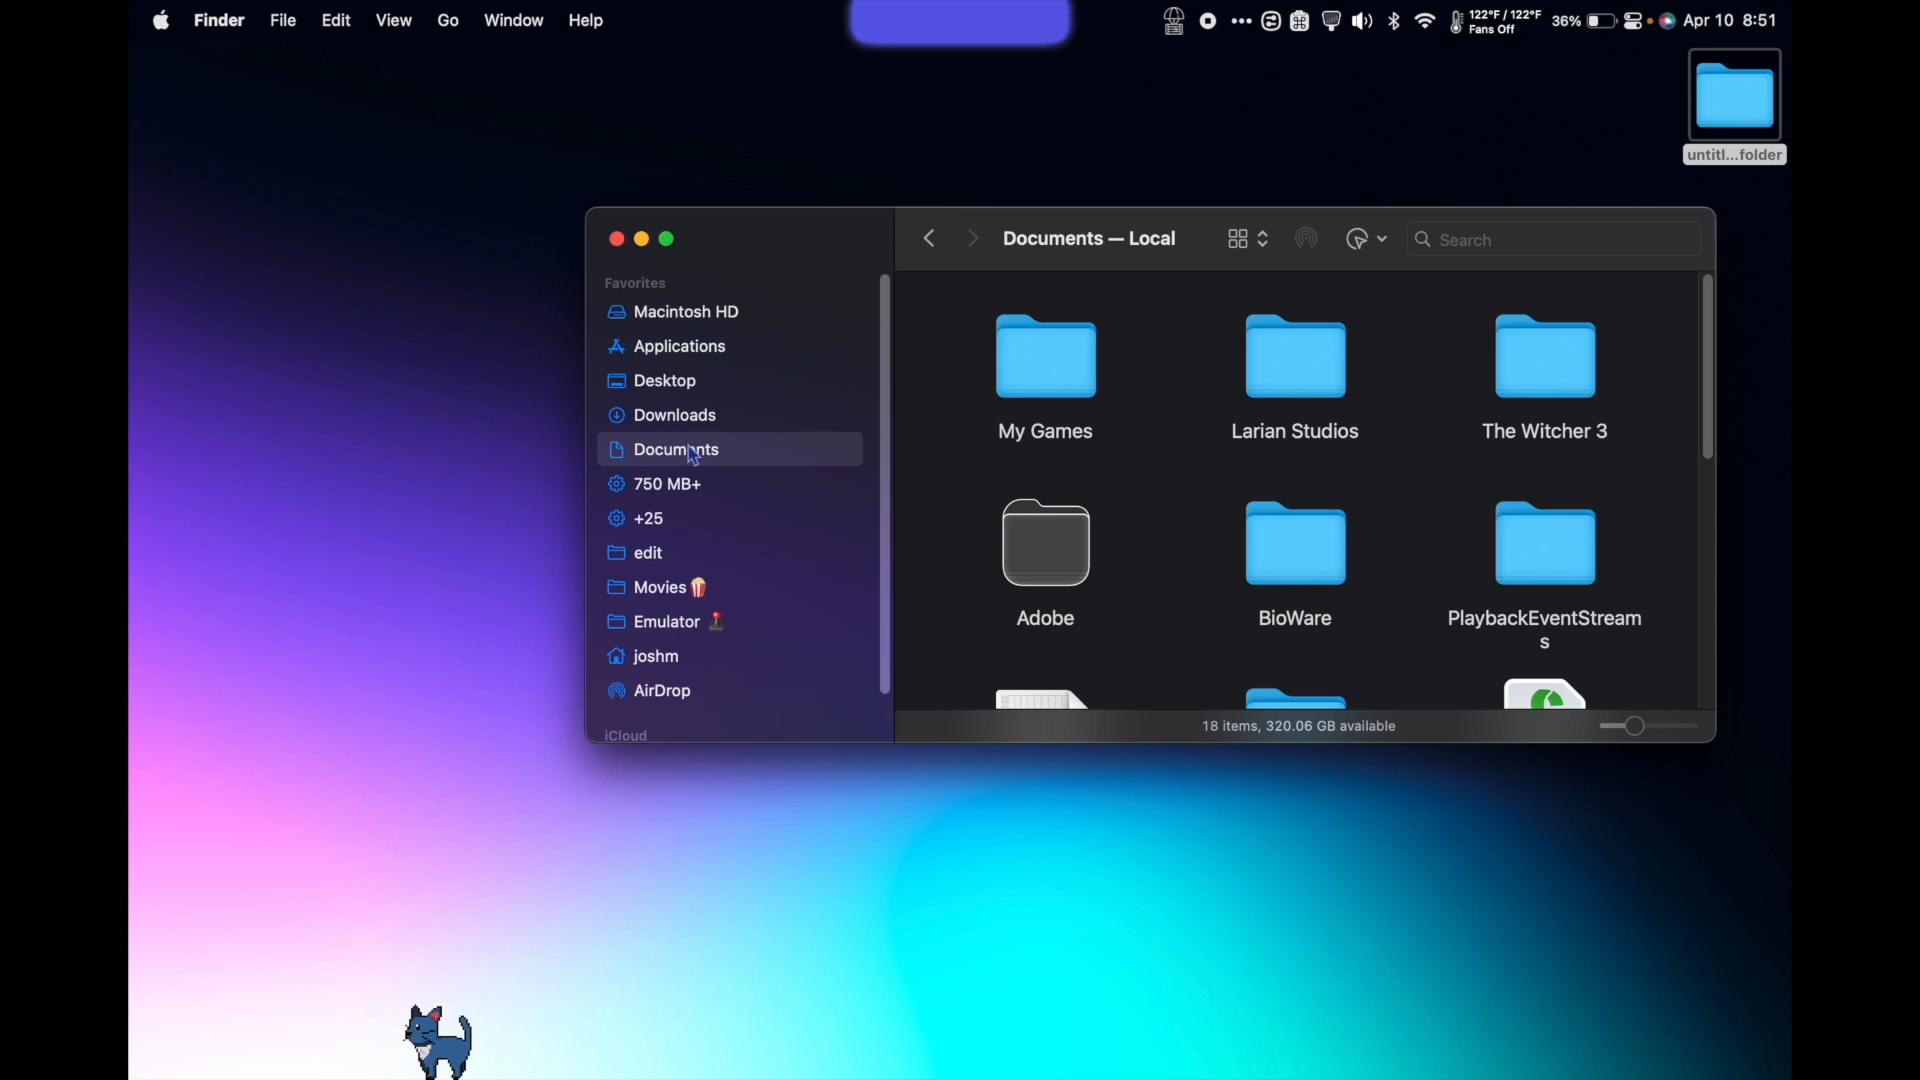 Finder File Edit View Go Window Help
122°F / 122°F
Fans Off
36%
Apr 10 8:51
untitl...folder
Documents — Local
Search
Favorites
Macintosh HD
Applications
Desktop
Downloads
Documents
750 MB+
+25
edit
Movies🍿
Emulator 🕹️
joshm
AirDrop
iCloud
My Games
Larian Studios
The Witcher 3
Adobe
BioWare
PlaybackEventStream
s
18 items, 320.06 GB available